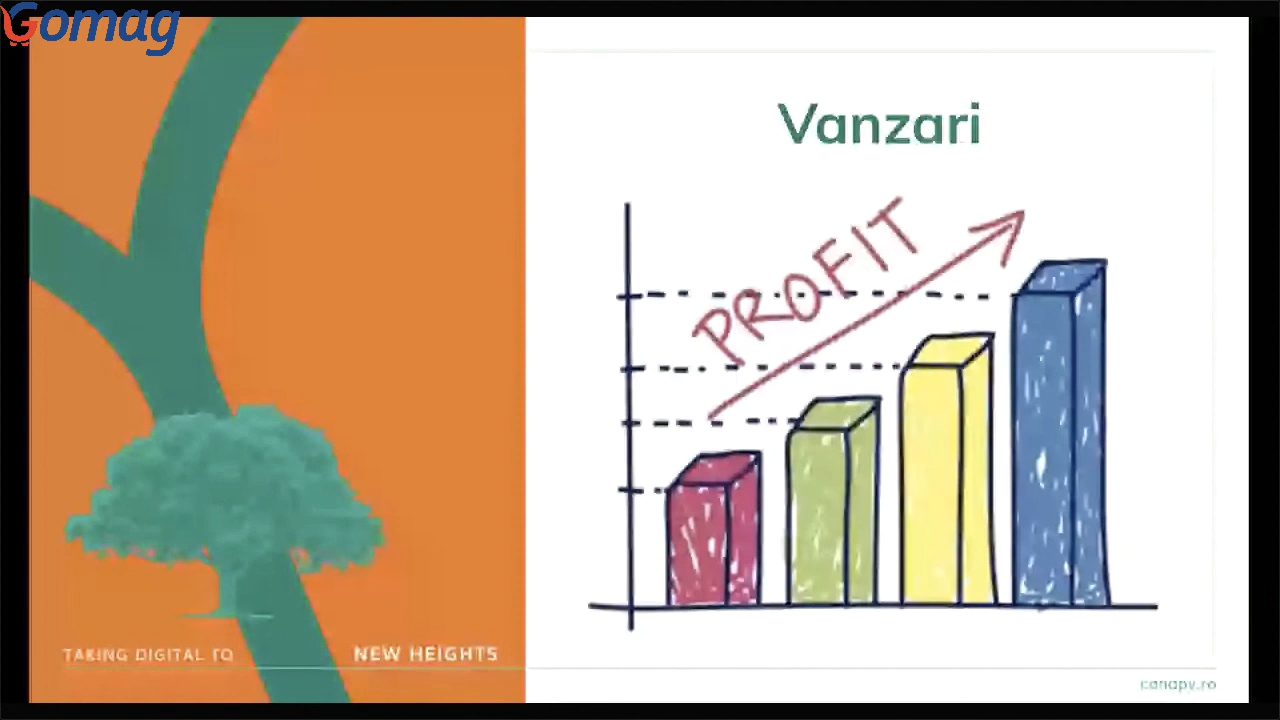 Gomag
Vanzari
PROFIT
TAKING DIGITAL TO NEW HEIGHTS
canapy.ro